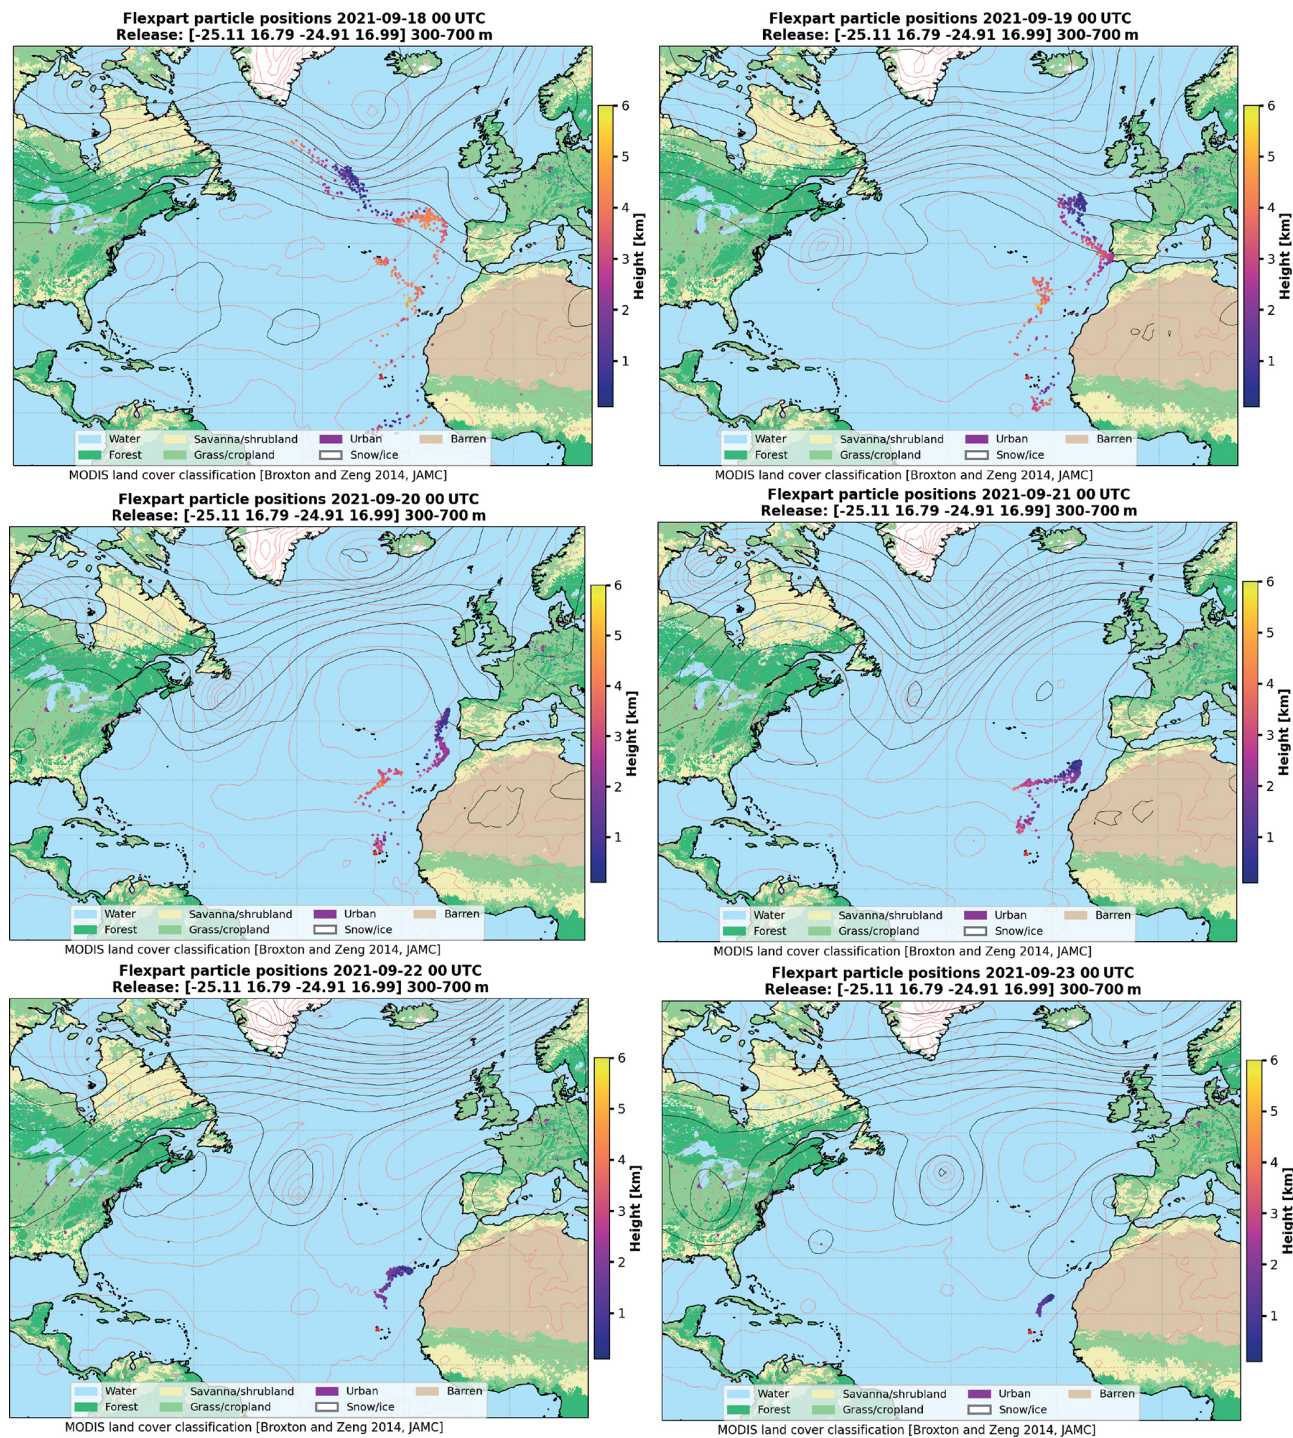 Flexpart particle positions 2021-09-18 00 UTC
Release: [-25.11 16.79 -24.91 16.99] 300-700 m
6
5
4
3
2
1
Height [km]
Water
Savanna/shrubland
Urban
Barren
Forest
Grass/cropland
Snow/ice
MODIS land cover classification [Broxton and Zeng 2014, JAMC]
Flexpart particle positions 2021-09-19 00 UTC
Release: [-25.11 16.79 -24.91 16.99] 300-700 m
6
5
4
3
2
1
Height [km]
Water
Savanna/shrubland
Urban
Barren
Forest
Grass/cropland
Snow/ice
MODIS land cover classification [Broxton and Zeng 2014, JAMC]
Flexpart particle positions 2021-09-20 00 UTC
Release: [-25.11 16.79 -24.91 16.99] 300-700 m
6
5
4
3
2
1
Height [km]
Water
Savanna/shrubland
Urban
Barren
Forest
Grass/cropland
Snow/ice
MODIS land cover classification [Broxton and Zeng 2014, JAMC]
Flexpart particle positions 2021-09-21 00 UTC
Release: [-25.11 16.79 -24.91 16.99] 300-700 m
6
5
4
3
2
1
Height [km]
Water
Savanna/shrubland
Urban
Barren
Forest
Grass/cropland
Snow/ice
MODIS land cover classification [Broxton and Zeng 2014, JAMC]
Flexpart particle positions 2021-09-22 00 UTC
Release: [-25.11 16.79 -24.91 16.99] 300-700 m
6
5
4
3
2
1
Height [km]
Water
Savanna/shrubland
Urban
Barren
Forest
Grass/cropland
Snow/ice
MODIS land cover classification [Broxton and Zeng 2014, JAMC]
Flexpart particle positions 2021-09-23 00 UTC
Release: [-25.11 16.79 -24.91 16.99] 300-700 m
6
5
4
3
2
1
Height [km]
Water
Savanna/shrubland
Urban
Barren
Forest
Grass/cropland
Snow/ice
MODIS land cover classification [Broxton and Zeng 2014, JAMC]